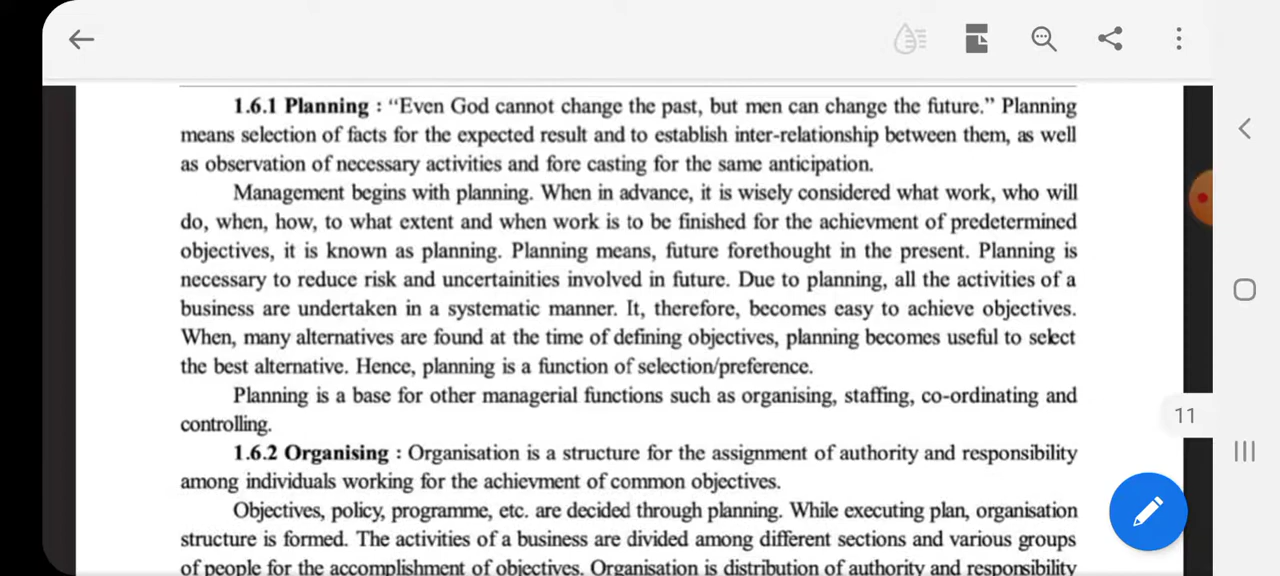 1.6.1 Planning : “Even God cannot change the past, but men can change the future.” Planning
means selection of facts for the expected result and to establish inter-relationship between them, as well
as observation of necessary activities and fore casting for the same anticipation.
Management begins with planning. When in advance, it is wisely considered what work, who will
do, when, how, to what extent and when work is to be finished for the achievment of predetermined
objectives, it is known as planning. Planning means, future forethought in the present. Planning is
necessary to reduce risk and uncertainities involved in future. Due to planning, all the activities of a
business are undertaken in a systematic manner. It, therefore, becomes easy to achieve objectives.
When, many alternatives are found at the time of defining objectives, planning becomes useful to select
the best alternative. Hence, planning is a function of selection/preference.
Planning is a base for other managerial functions such as organising, staffing, co-ordinating and
controlling.
11
1.6.2 Organising : Organisation is a structure for the assignment of authority and responsibility
among individuals working for the achievment of common objectives.
Objectives, policy, programme, etc. are decided through planning. While executing plan, organisation
structure is formed. The activities of a business are divided among different sections and various groups
of people for the accomplishment of objectives. Organisation is distribution of authority and responsibility